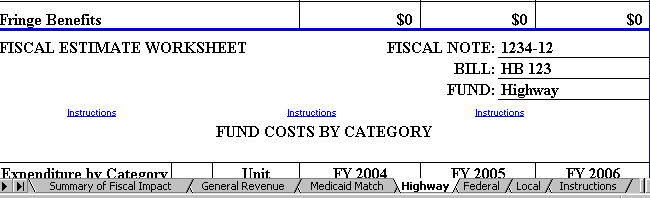 Fringe Benefits $0 $0 $0
FISCAL ESTIMATE WORKSHEET FISCAL NOTE: 1234-12
BILL: HB 123
FUND: Highway
Instructions Instructions Instructions
FUND COSTS BY CATEGORY
Expenditure by Category Unit FY 2004 FY 2005 FY 2006
Summary of Fiscal Impact General Revenue Medicaid Match Highway Federal Local Instructions